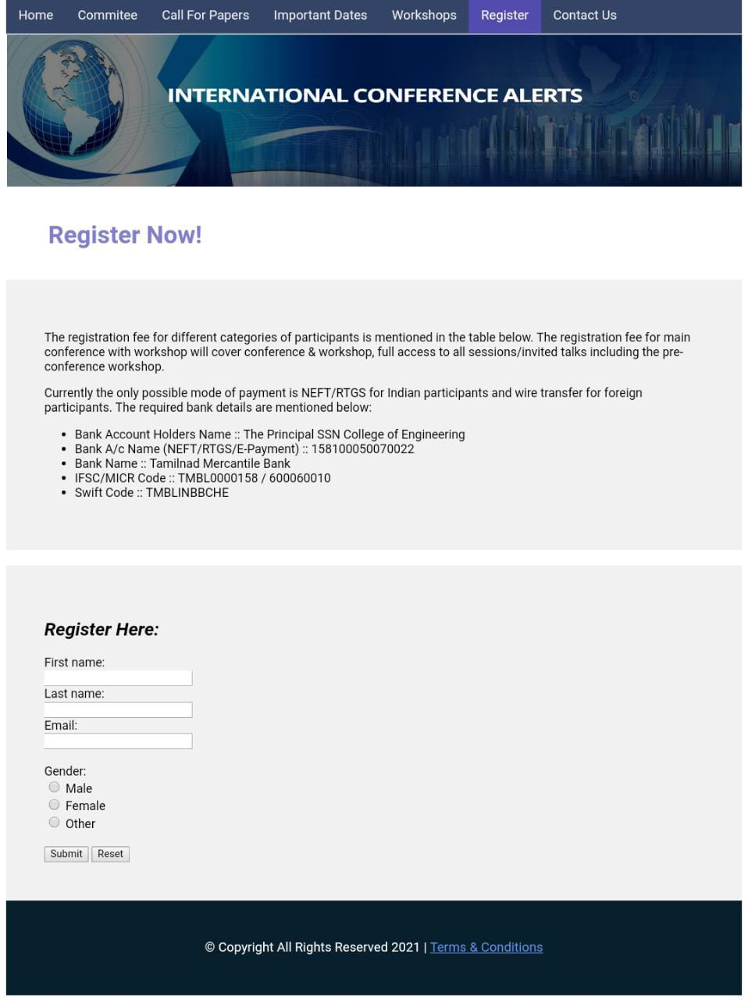 Home Commitee Call For Papers Important Dates Workshops Register Contact Us
INTERNATIONAL CONFERENCE ALERTS
Register Now!
The registration fee for different categories of participants is mentioned in the table below. The registration fee for main
conference with workshop will cover conference & workshop, full access to all sessions/invited talks including the pre-
conference workshop.
Currently the only possible mode of payment is NEFT/RTGS for Indian participants and wire transfer for foreign
participants. The required bank details are mentioned below:
• Bank Account Holders Name :: The Principal SSN College of Engineering
• Bank A/c Name (NEFT/RTGS/E-Payment) :: 158100050070022
• Bank Name :: Tamilnad Mercantile Bank
• IFSC/MICR Code :: TMBL0000158 / 600060010
• Swift Code :: TMBLINBBCHE
Register Here:
First name:
Last name:
Email:
Gender:
Male
Female
Other
Submit Reset
© Copyright All Rights Reserved 2021 | Terms & Conditions